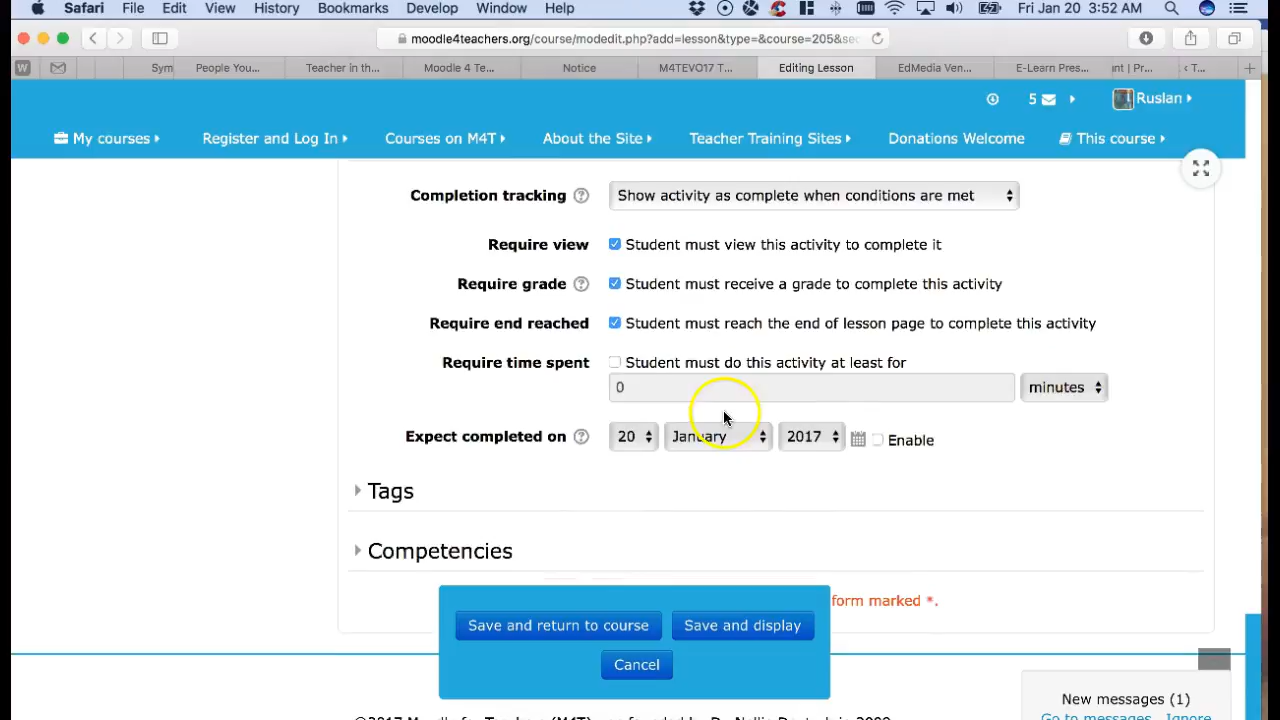 Safari File Edit View History Bookmarks Develop Window Help Fri Jan 20 3:52 AM
moodle4teachers.org/course/modedit.php?add=lesson&type=&course=205&se
W Sym People You… Teacher in th… Moodle 4 Te… Notice M4TEVO17 T… Editing Lesson EdMedia Ven… E-Learn Pres… nt | Pr… ‹ T…
5 Ruslan
My courses Register and Log In Courses on M4T About the Site Teacher Training Sites Donations Welcome This course
Completion tracking Show activity as complete when conditions are met
Require view Student must view this activity to complete it
Require grade Student must receive a grade to complete this activity
Require end reached Student must reach the end of lesson page to complete this activity
Require time spent Student must do this activity at least for
0 minutes
Expect completed on 20 January 2017 Enable
Tags
Competencies
form marked *.
Save and return to course Save and display
Cancel
New messages (1)
Go to messages Ignore